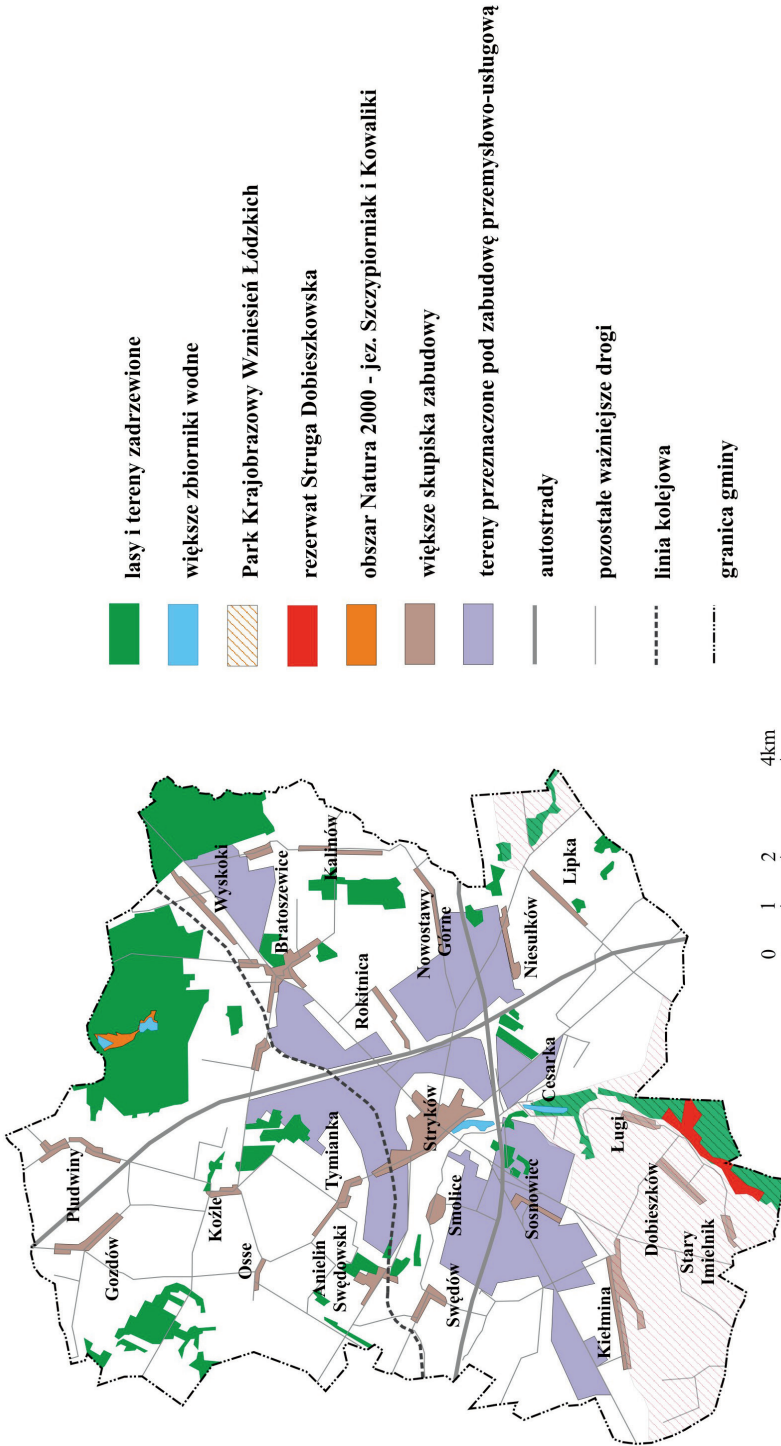 Pludwiny
Gozdów
Koźle
Osse
Wyskoki
Bratoszewice
Kalinów
Tymianka
Anielin
Swędowski
Rokitnica
Stryków
Nowostawy
Górne
Smolice
Swędów
Niesułków
Lipka
Cesarka
Sosnowiec
Ługi
Kiełmina
Dobieszków
Stary
Imielnik
0 1 2 4km
lasy i tereny zadrzewione
większe zbiorniki wodne
Park Krajobrazowy Wzniesień Łódzkich
rezerwat Struga Dobieszkowska
obszar Natura 2000 - jez. Szczypiorniak i Kowaliki
większe skupiska zabudowy
tereny przeznaczone pod zabudowę przemysłowo-usługową
autostrady
pozostałe ważniejsze drogi
linia kolejowa
granica gminy